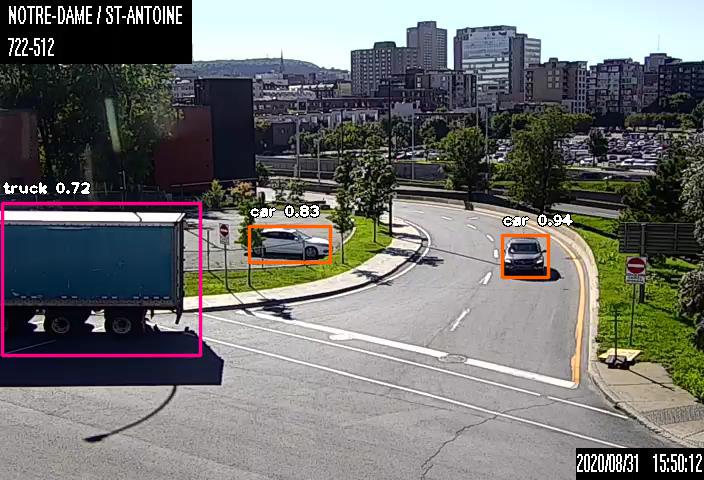 NOTRE-DAME / ST-ANTOINE
722-512
truck 0.72
car 0.83
car 0.94
2020/08/31 15:50:12